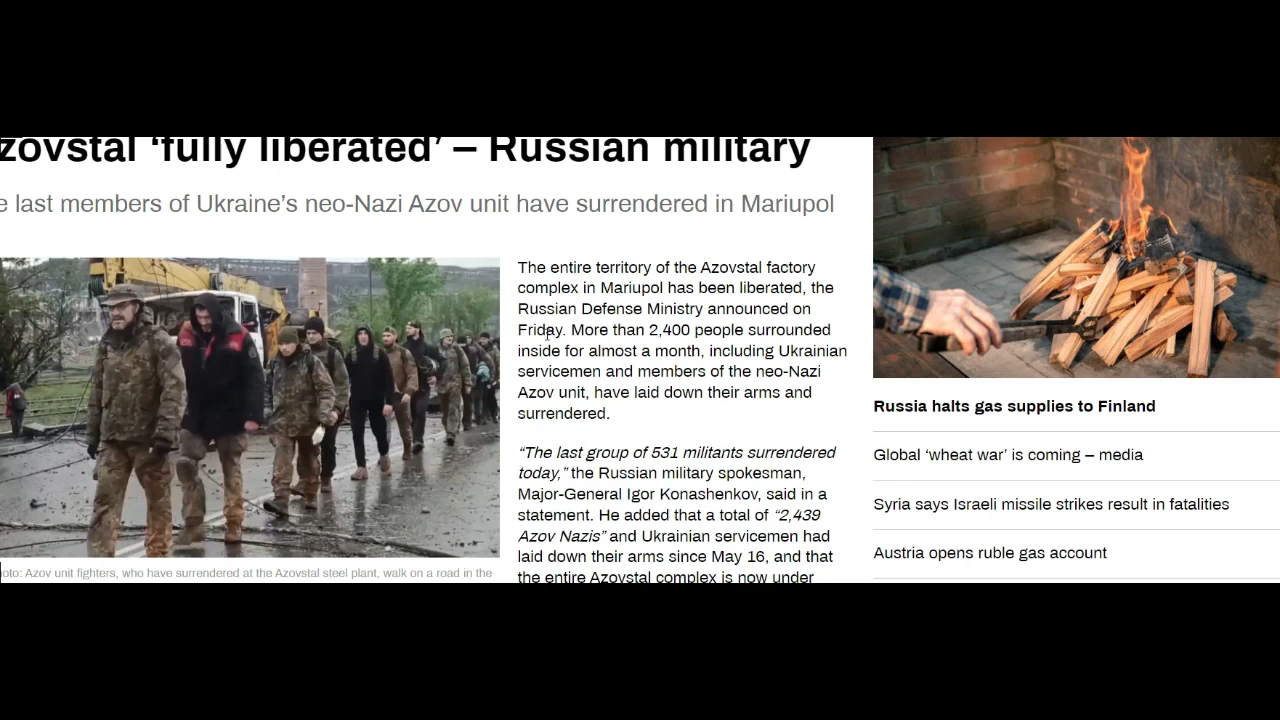 zovstal ‘fully liberated’ – Russian military
e last members of Ukraine’s neo-Nazi Azov unit have surrendered in Mariupol
The entire territory of the Azovstal factory
complex in Mariupol has been liberated, the
Russian Defense Ministry announced on
Friday. More than 2,400 people surrounded
inside for almost a month, including Ukrainian
servicemen and members of the neo-Nazi
Azov unit, have laid down their arms and
surrendered.
“The last group of 531 militants surrendered
today,” the Russian military spokesman,
Major-General Igor Konashenkov, said in a
statement. He added that a total of “2,439
Azov Nazis” and Ukrainian servicemen had
laid down their arms since May 16, and that
the entire Azovstal complex is now under
oto: Azov unit fighters, who have surrendered at the Azovstal steel plant, walk on a road in the
Russia halts gas supplies to Finland
Global ‘wheat war’ is coming – media
Syria says Israeli missile strikes result in fatalities
Austria opens ruble gas account